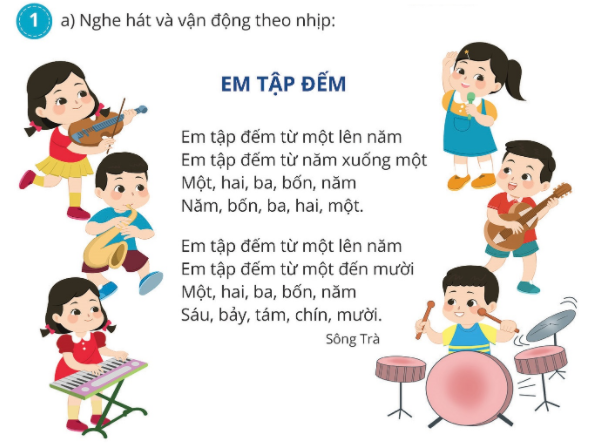 1 a) Nghe hát và vận động theo nhịp:
EM TẬP ĐẾM
Em tập đếm từ một lên năm
Em tập đếm từ năm xuống một
Một, hai, ba, bốn, năm
Năm, bốn, ba, hai, một.
Em tập đếm từ một lên năm
Em tập đếm từ một đến mười
Một, hai, ba, bốn, năm
Sáu, bảy, tám, chín, mười.
Sông Trà